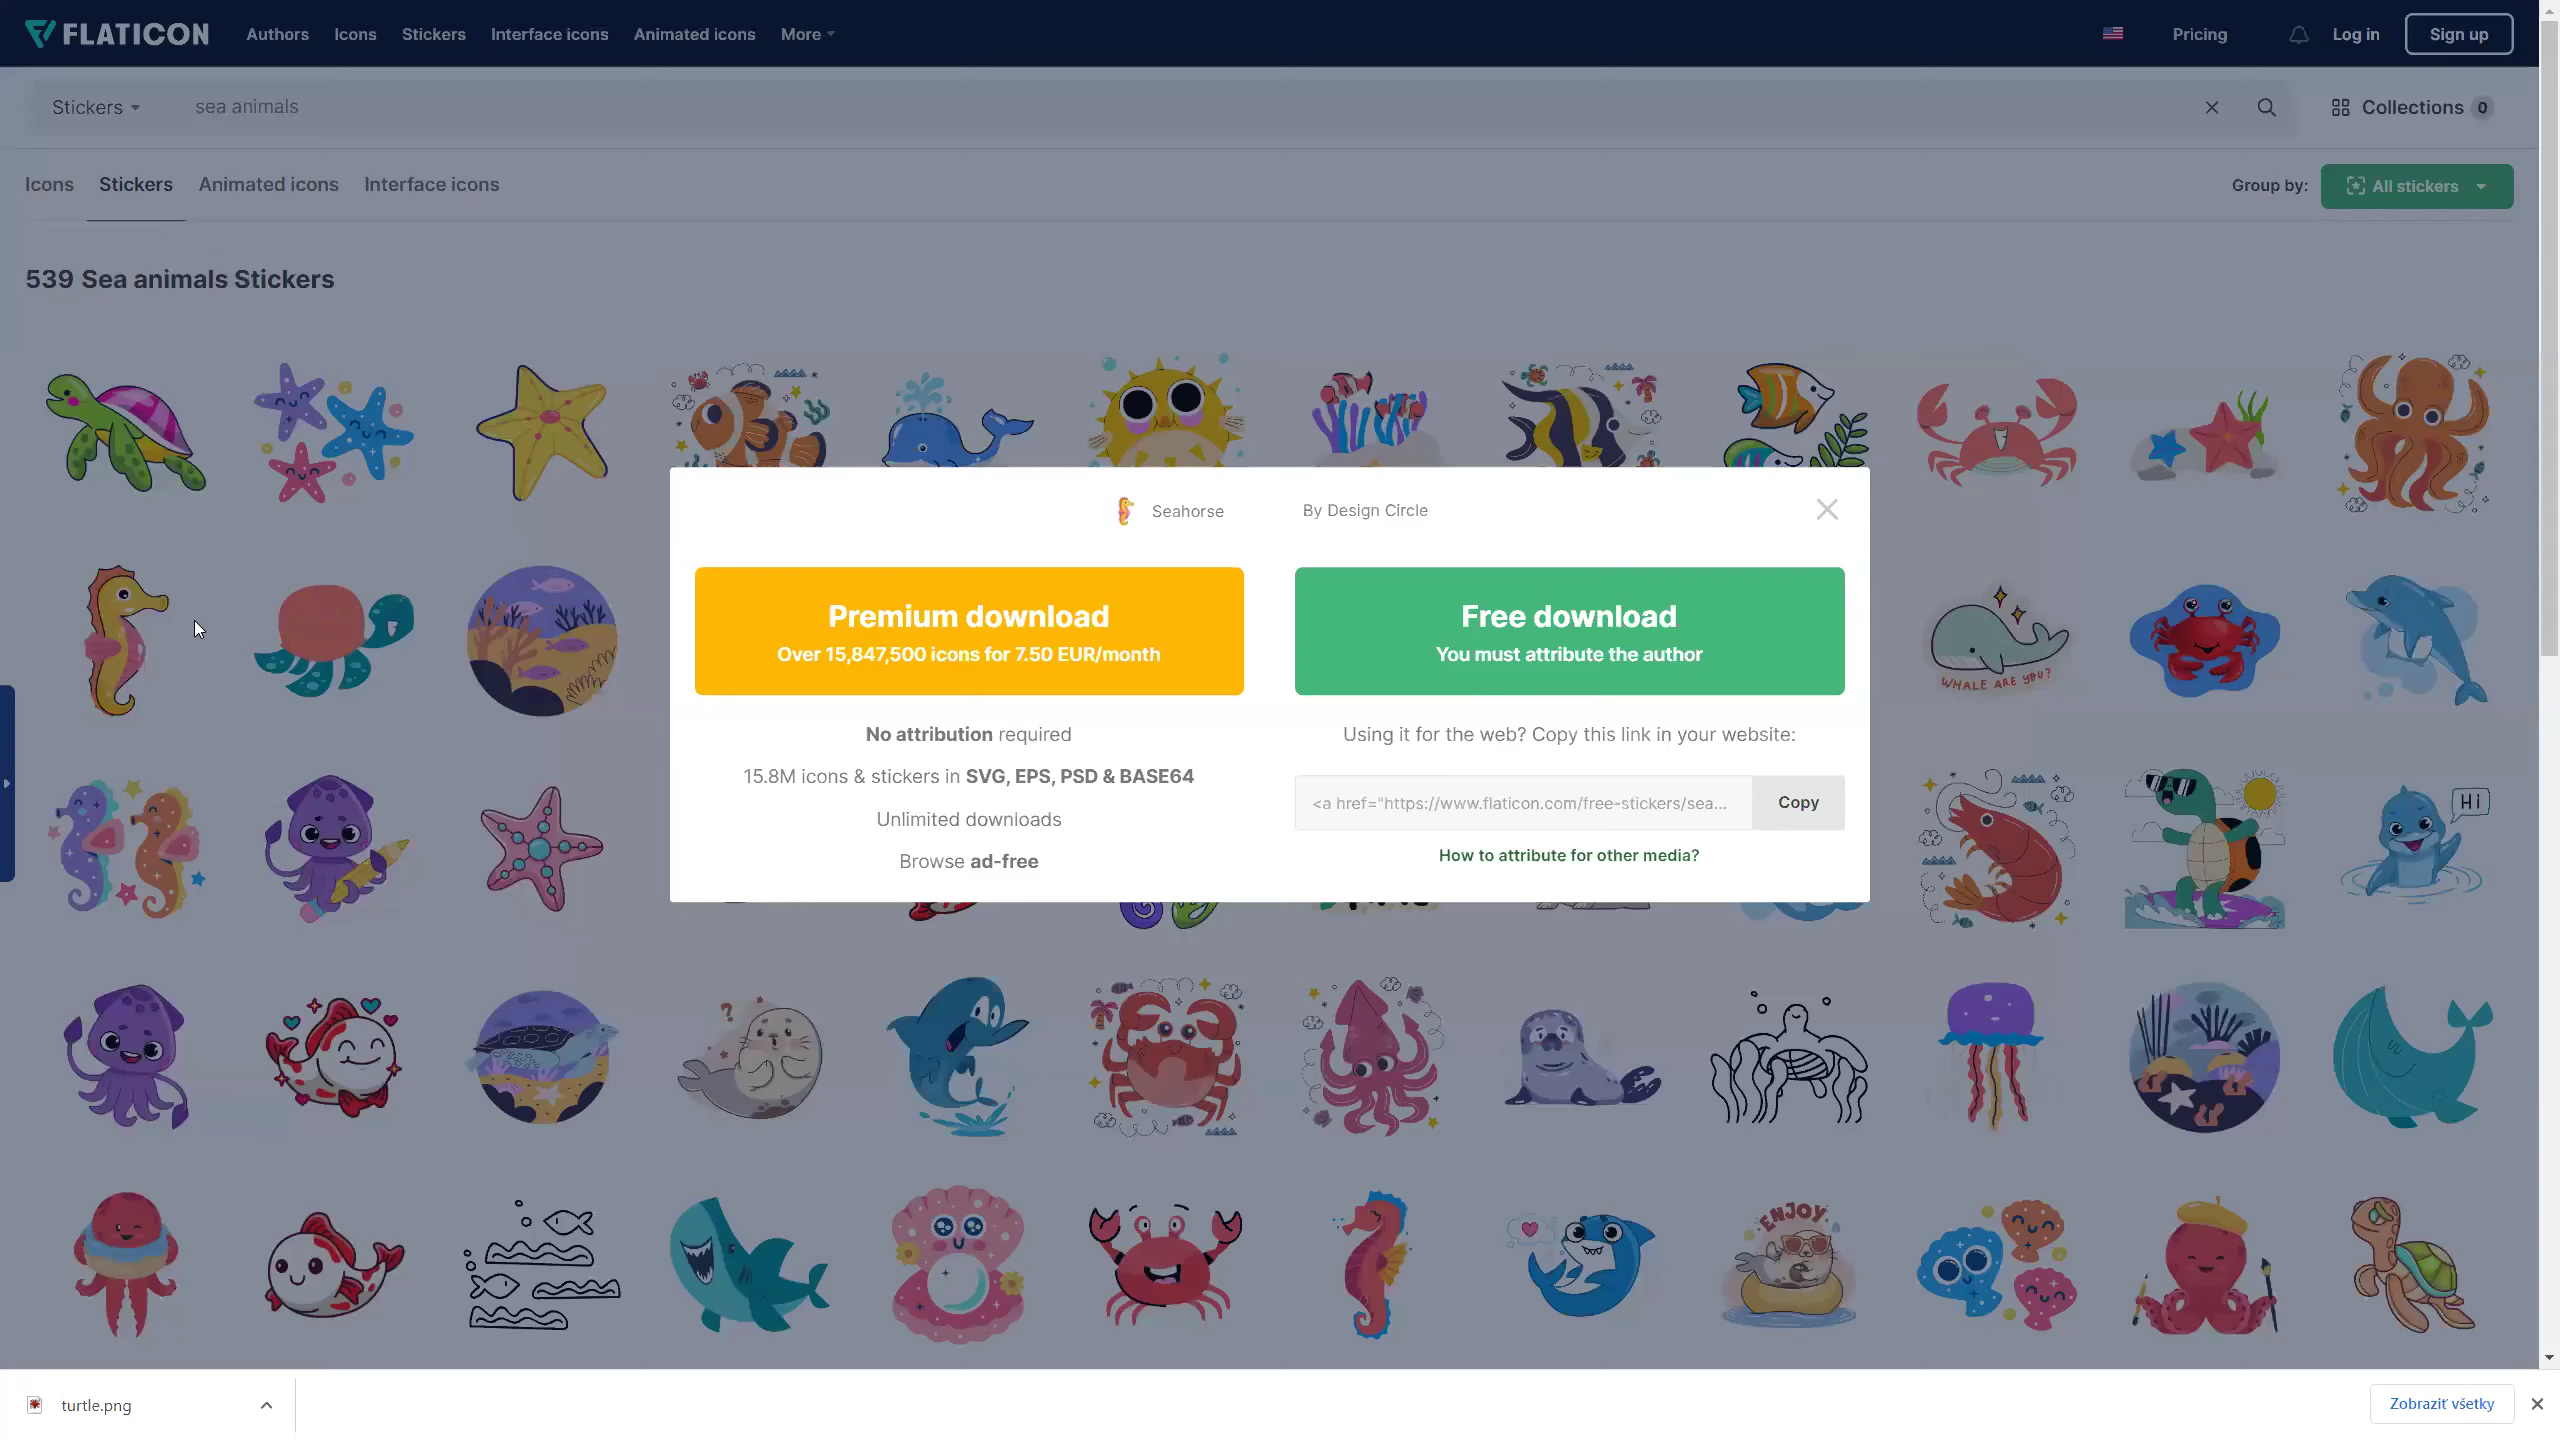 FLATICON
Authors
Icons
Stickers
Interface icons
Animated icons
More
Pricing
Log in
Sign up
Stickers
sea animals
Collections 0
Icons
Stickers
Animated icons
Interface icons
Group by:
All stickers
539 Sea animals Stickers
Seahorse
By Design Circle
Premium download
Over 15,847,500 icons for 7.50 EUR/month
Free download
You must attribute the author
No attribution required
15.8M icons & stickers in SVG, EPS, PSD & BASE64
Unlimited downloads
Browse ad-free
Using it for the web? Copy this link in your website:
<a href="https://www.flaticon.com/free-stickers/sea...
Copy
How to attribute for other media?
WHALE ARE YOU?
Hi
ENJOY
turtle.png
Zobraziť všetky